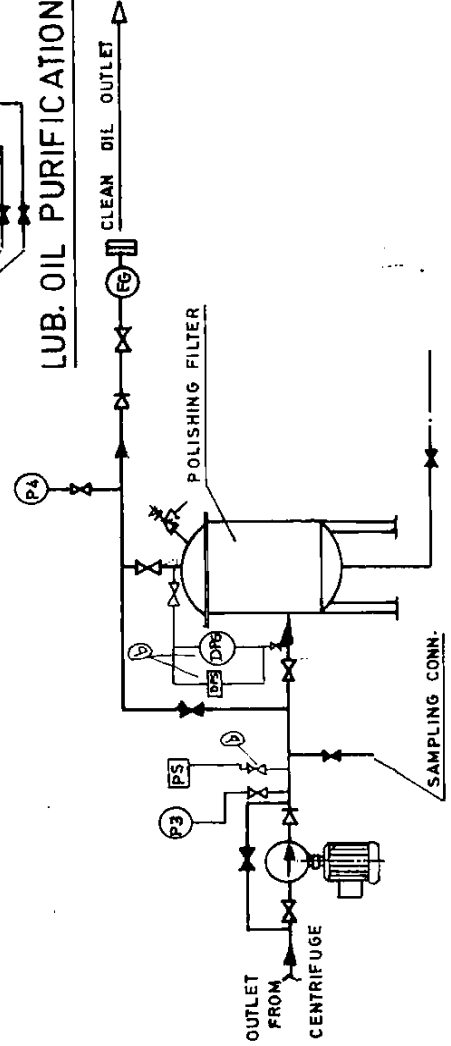 LUB. OIL PURIFICATION
CLEAN OIL OUTLET
FG
P4
POLISHING FILTER
b
DPG
DPS
b
PS
P3
SAMPLING CONN.
OUTLET
FROM
CENTRIFUGE